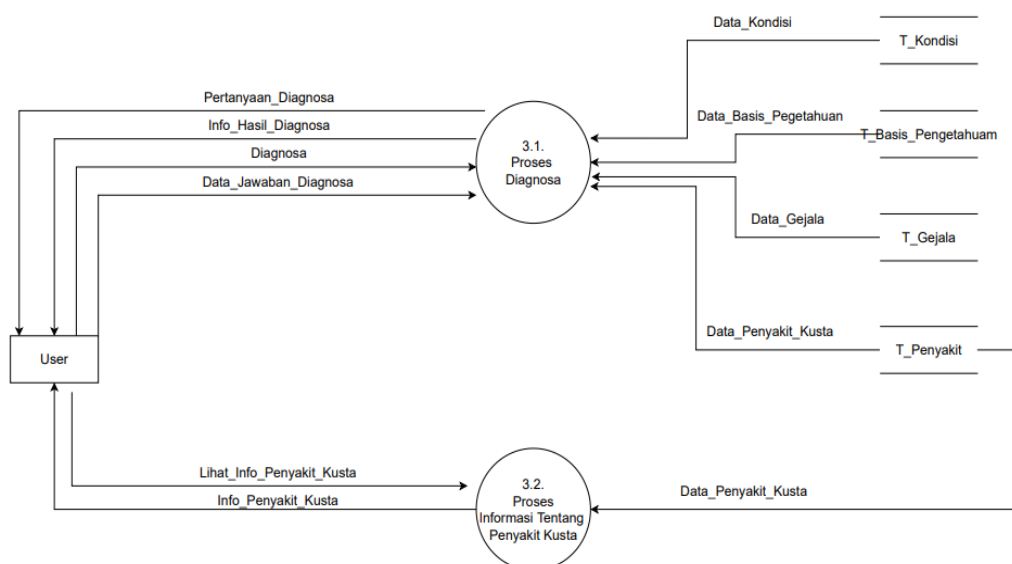 Data_Kondisi
T_Kondisi
Pertanyaan_Diagnosa
Info_Hasil_Diagnosa
Diagnosa
Data_Jawaban_Diagnosa
3.1.
Proses
Diagnosa
Data_Basis_Pegetahuan
T_Basis_Pengetahuam
Data_Gejala
T_Gejala
Data_Penyakit_Kusta
T_Penyakit
User
Lihat_Info_Penyakit_Kusta
Info_Penyakit_Kusta
3.2.
Proses
Informasi Tentang
Penyakit Kusta
Data_Penyakit_Kusta